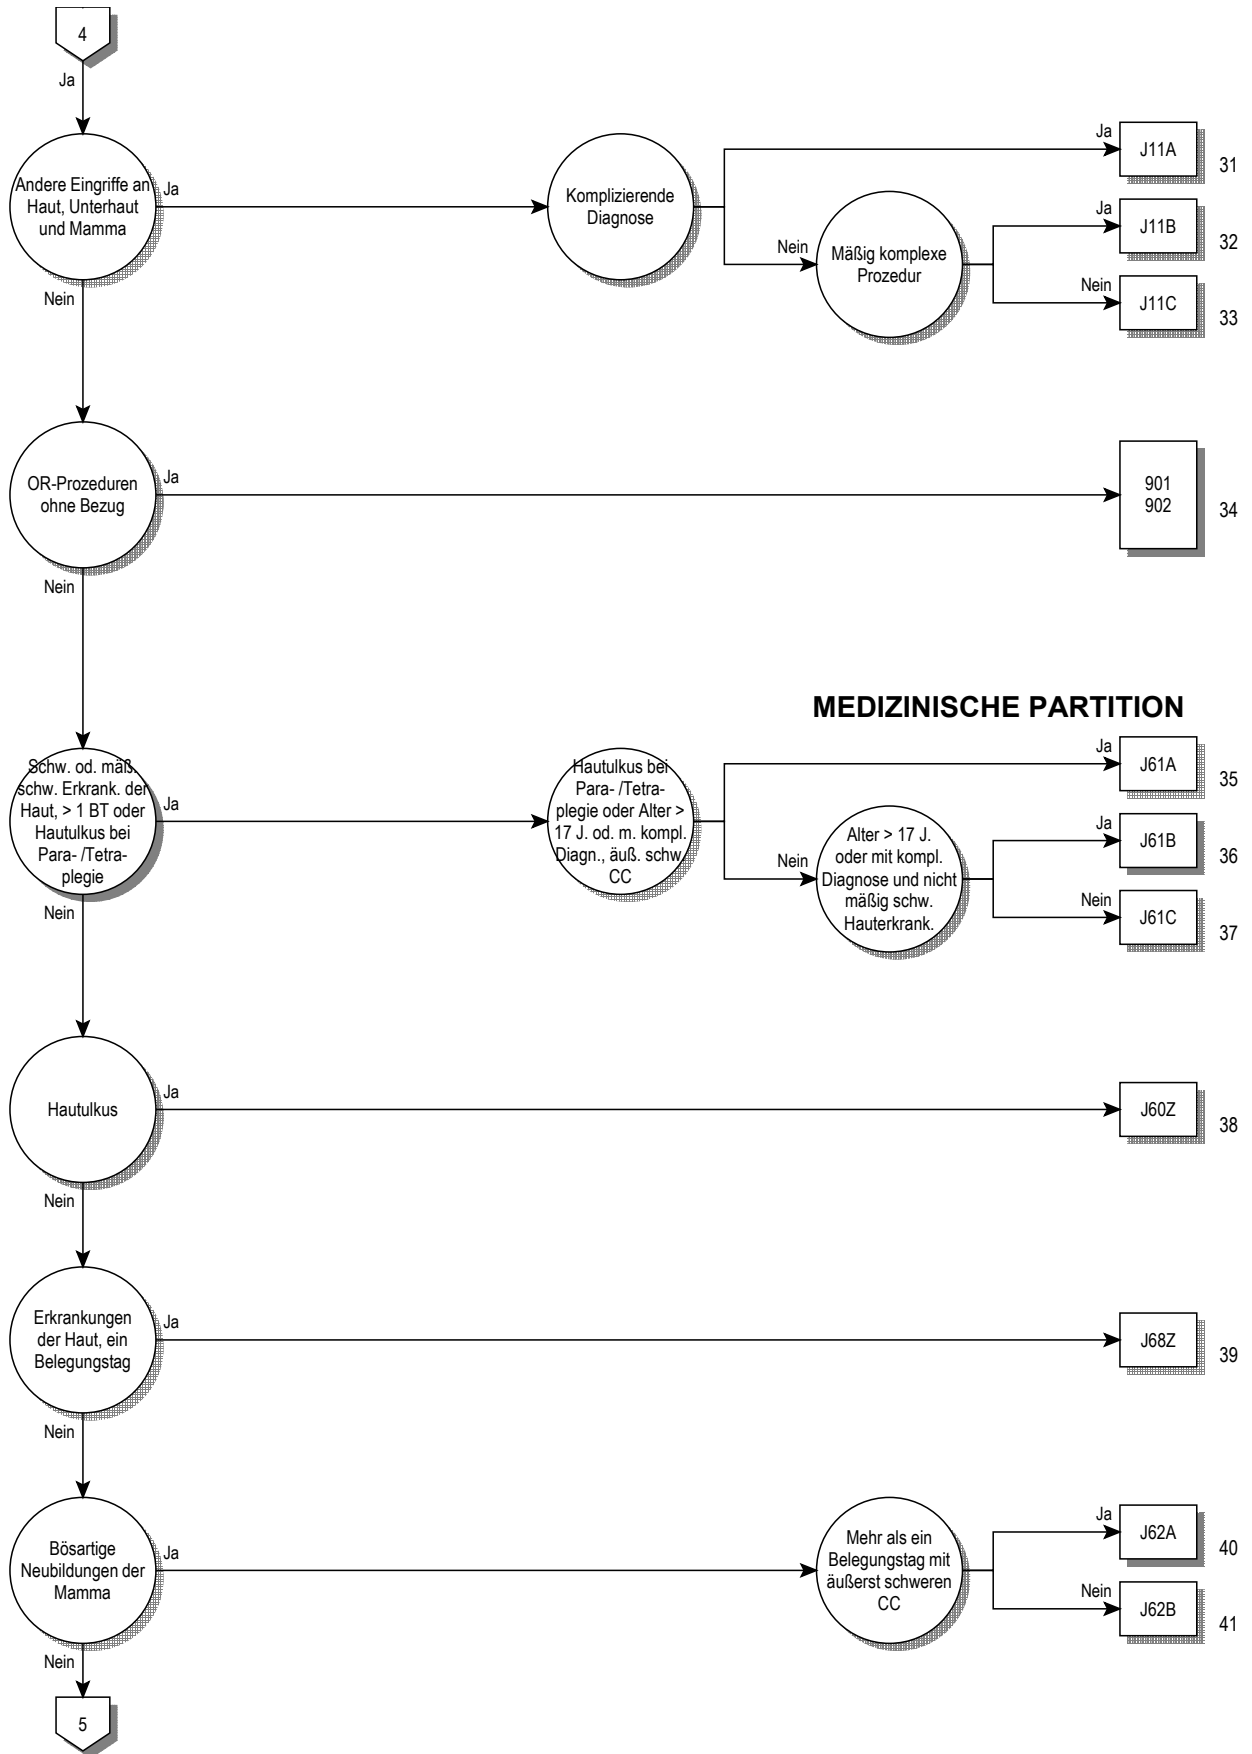 4
Ja
Andere Eingriffe an
Haut, Unterhaut
und Mamma
Ja
Komplizierende
Diagnose
Ja
J11A
31
Nein
Mäßig komplexe
Prozedur
Ja
J11B
32
Nein
J11C
33
Nein
OR-Prozeduren
ohne Bezug
Ja
901
902
34
Nein
MEDIZINISCHE PARTITION
Schw. od. mäß.
schw. Erkrank. der
Haut, > 1 BT oder
Hautulkus bei
Para- /Tetra-
plegie
Ja
Hautulkus bei
Para- /Tetra-
plegie oder Alter >
17 J. od. m. kompl.
Diagn., äuß. schw.
CC
Ja
J61A
35
Nein
Alter > 17 J.
oder mit kompl.
Diagnose und nicht
mäßig schw.
Hauterkrank.
Ja
J61B
36
Nein
J61C
37
Nein
Hautulkus
Ja
J60Z
38
Nein
Erkrankungen
der Haut, ein
Belegungstag
Ja
J68Z
39
Nein
Bösartige
Neubildungen der
Mamma
Ja
Mehr als ein
Belegungstag mit
äußerst schweren
CC
Ja
J62A
40
Nein
J62B
41
Nein
5